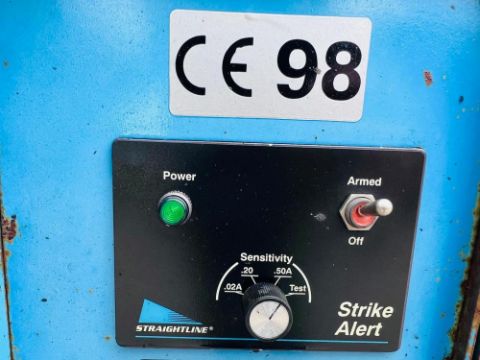 CE 98
Power
Armed
Off
Sensitivity
.02A .20 .50A Test
STRAIGHTLINE®
Strike
Alert